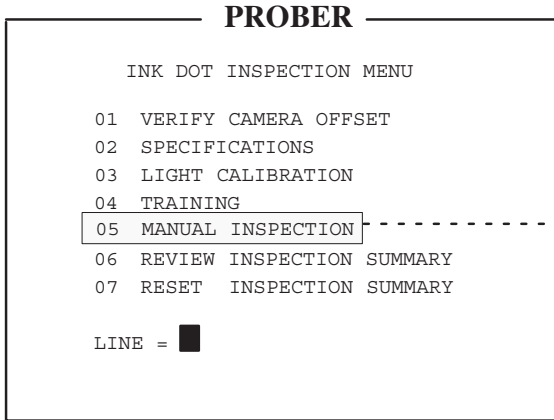 PROBER
INK DOT INSPECTION MENU
01 VERIFY CAMERA OFFSET
02 SPECIFICATIONS
03 LIGHT CALIBRATION
04 TRAINING
05 MANUAL INSPECTION
06 REVIEW INSPECTION SUMMARY
07 RESET INSPECTION SUMMARY
LINE =